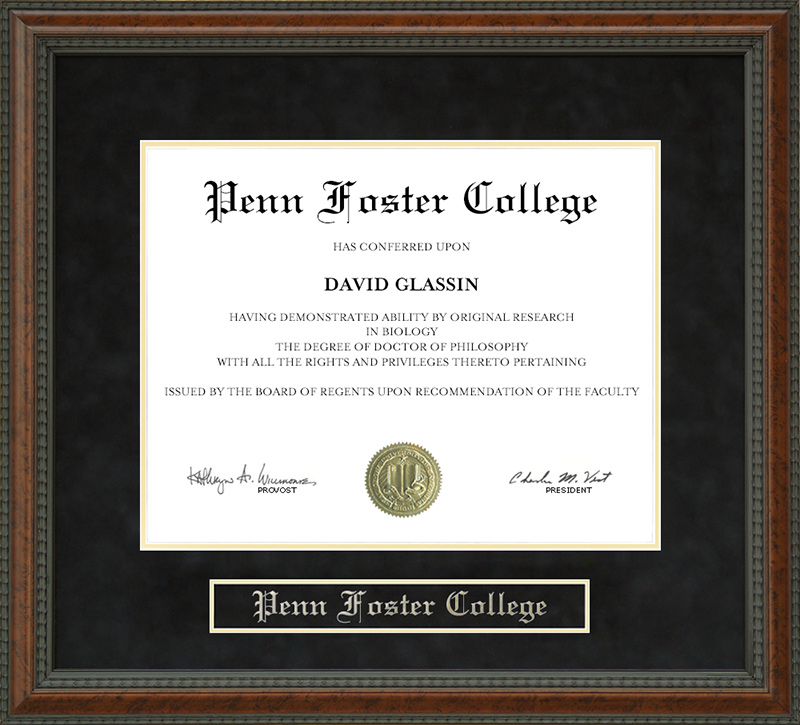 Penn Foster College
HAS CONFERRED UPON
DAVID GLASSIN
HAVING DEMONSTRATED ABILITY BY ORIGINAL RESEARCH
IN BIOLOGY
THE DEGREE OF DOCTOR OF PHILOSOPHY
WITH ALL THE RIGHTS AND PRIVILEGES THERETO PERTAINING
ISSUED BY THE BOARD OF REGENTS UPON RECOMMENDATION OF THE FACULTY
Charles M. Vest
PROVOST
PRESIDENT
Penn Foster College